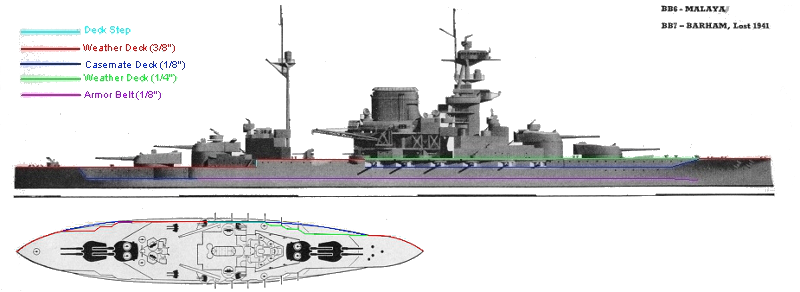 BB6 - MALAYA/
BB7 – BARHAM, Lost 1941
Deck Step
Weather Deck (3/8")
Casemate Deck (1/8")
Weather Deck (1/4")
Armor Belt (1/8")